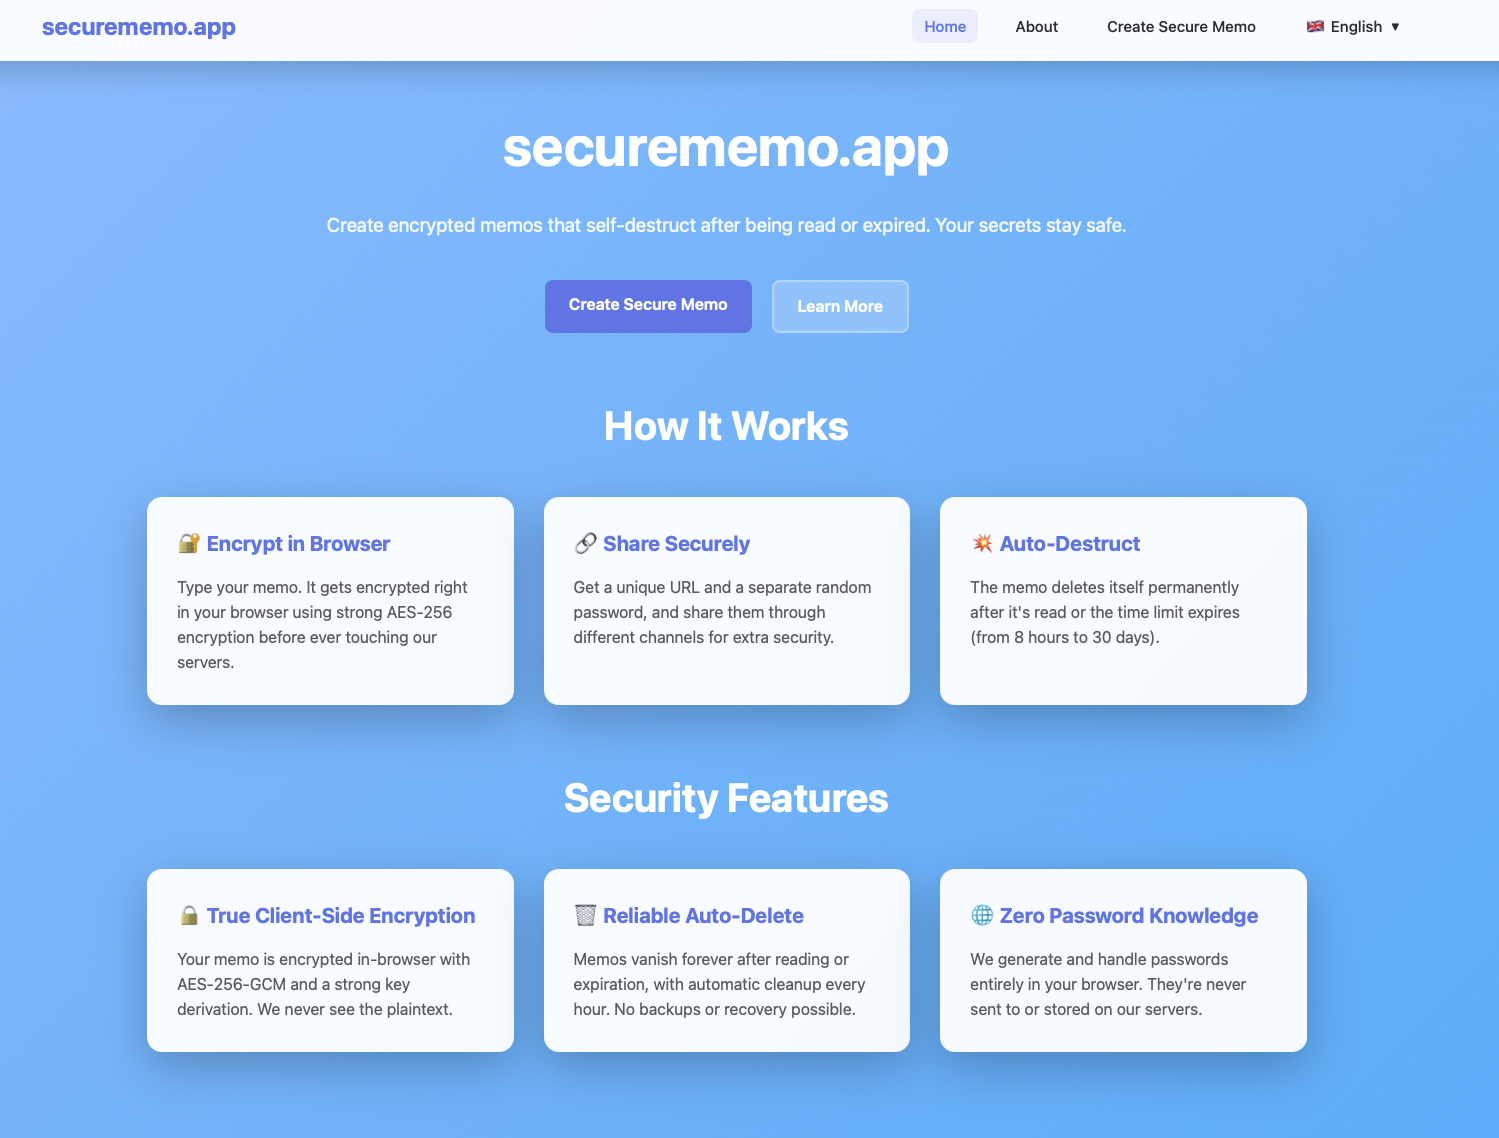 securememo.app
Home About Create Secure Memo English ▼
securememo.app
Create encrypted memos that self-destruct after being read or expired. Your secrets stay safe.
Create Secure Memo Learn More
How It Works
Encrypt in Browser
Type your memo. It gets encrypted right
in your browser using strong AES-256
encryption before ever touching our
servers.
Share Securely
Get a unique URL and a separate random
password, and share them through
different channels for extra security.
Auto-Destruct
The memo deletes itself permanently
after it's read or the time limit expires
(from 8 hours to 30 days).
Security Features
True Client-Side Encryption
Your memo is encrypted in-browser with
AES-256-GCM and a strong key
derivation. We never see the plaintext.
Reliable Auto-Delete
Memos vanish forever after reading or
expiration, with automatic cleanup every
hour. No backups or recovery possible.
Zero Password Knowledge
We generate and handle passwords
entirely in your browser. They're never
sent to or stored on our servers.